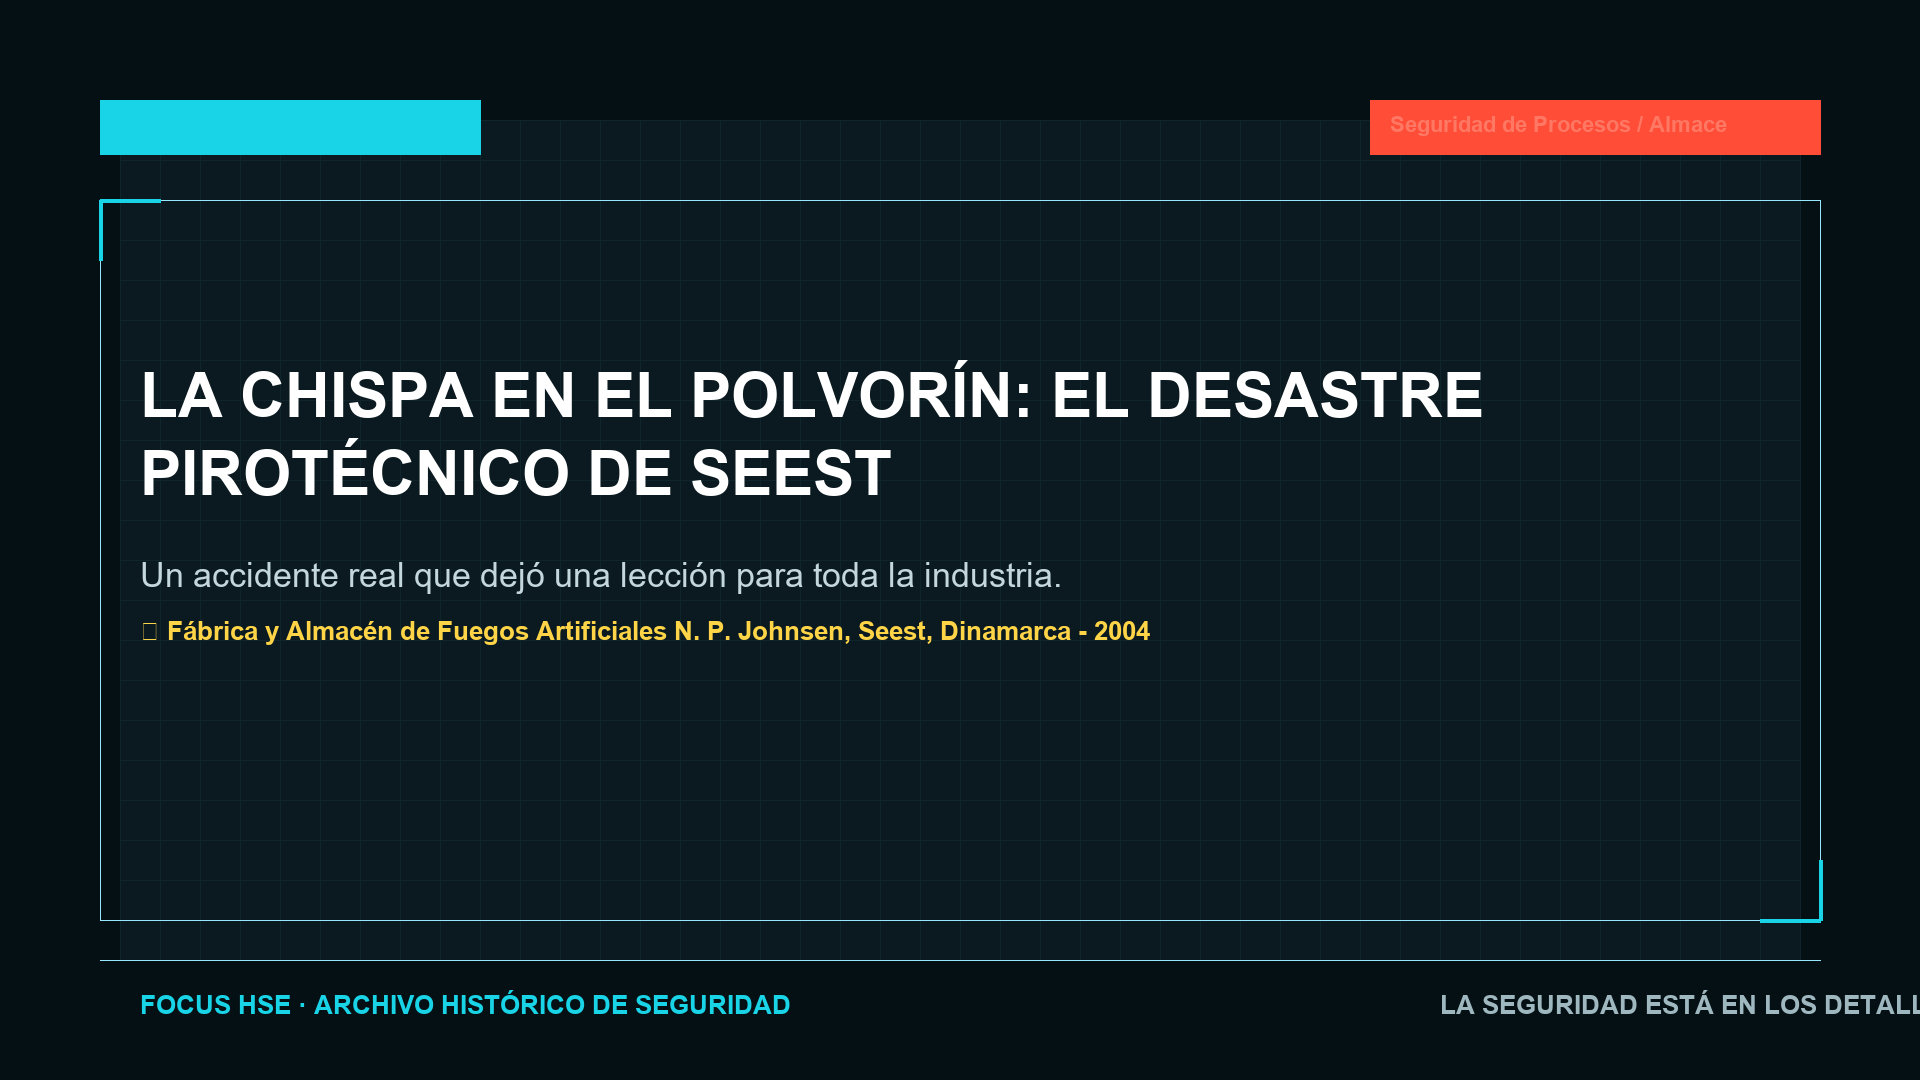 Seguridad de Procesos / Almace
LA CHISPA EN EL POLVORÍN: EL DESASTRE
PIROTÉCNICO DE SEEST
Un accidente real que dejó una lección para toda la industria.
Fábrica y Almacén de Fuegos Artificiales N. P. Johnsen, Seest, Dinamarca - 2004
FOCUS HSE · ARCHIVO HISTÓRICO DE SEGURIDAD
LA SEGURIDAD ESTÁ EN LOS DETALL